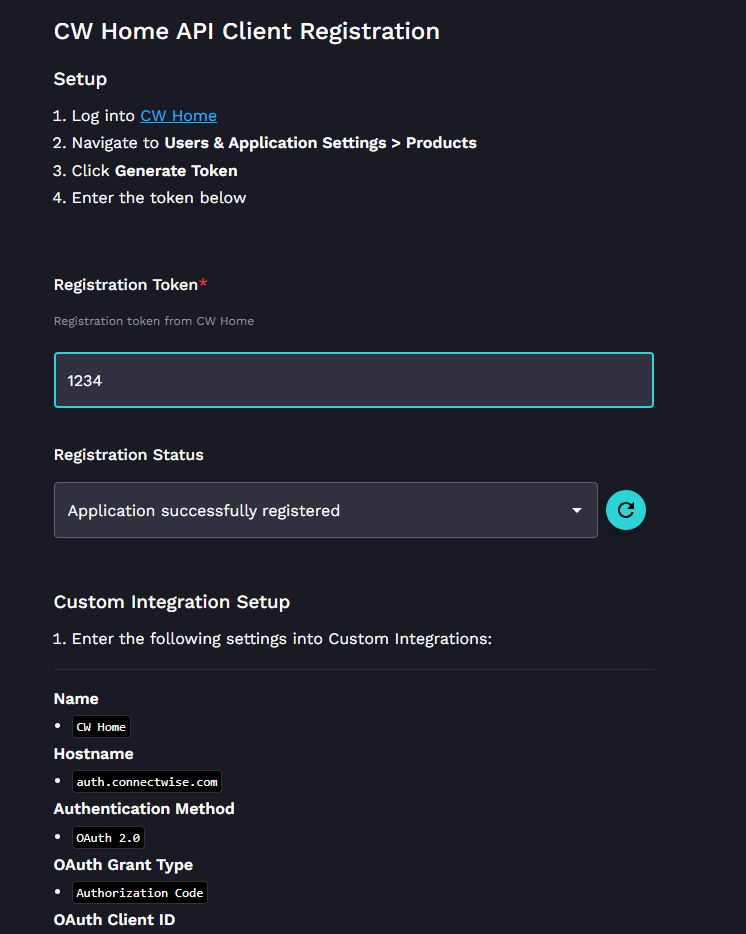 CW Home API Client Registration
Setup
1. Log into CW Home
2. Navigate to Users & Application Settings > Products
3. Click Generate Token
4. Enter the token below
Registration Token*
Registration token from CW Home
1234
Registration Status
Application successfully registered
Custom Integration Setup
1. Enter the following settings into Custom Integrations:
Name
• CW Home
Hostname
• auth.connectwise.com
Authentication Method
• OAuth 2.0
OAuth Grant Type
• Authorization Code
OAuth Client ID